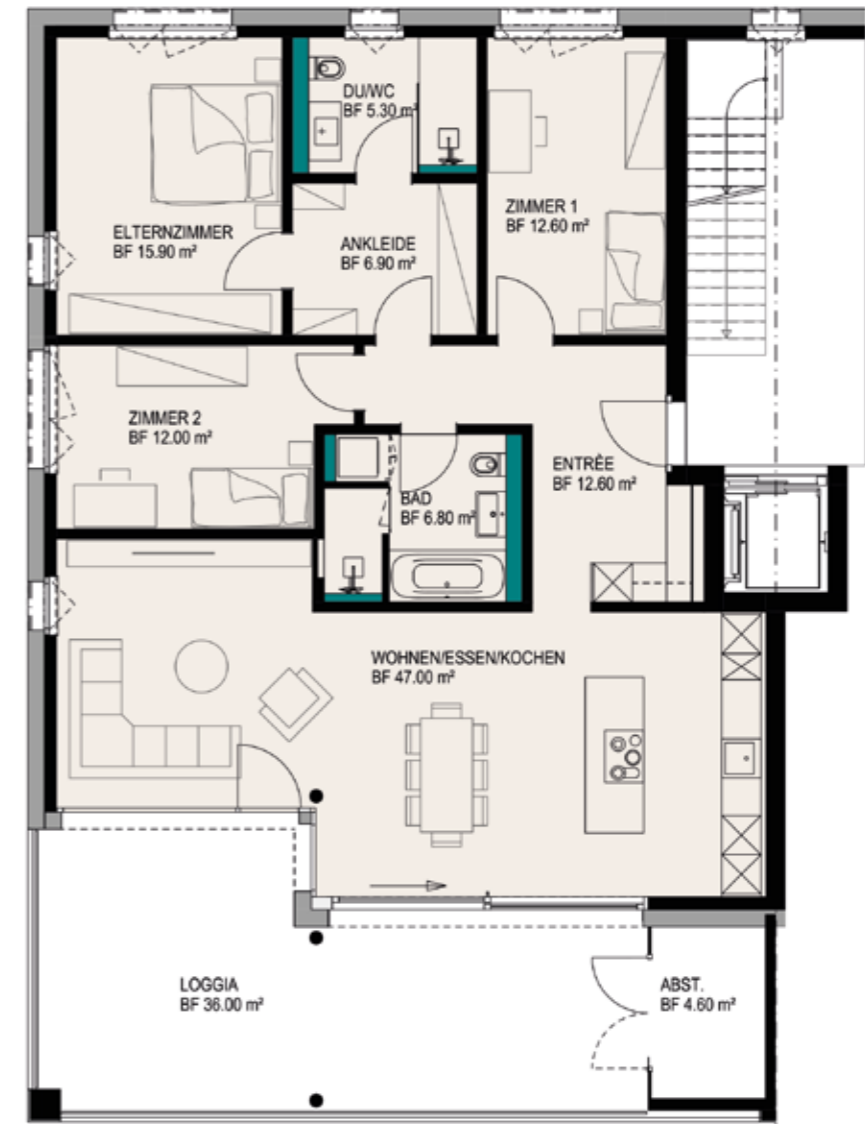 DU/WC
BF 5.30 m²
ZIMMER 1
BF 12.60 m²
ELTERNZIMMER
BF 15.90 m²
ANKLEIDE
BF 6.90 m²
ZIMMER 2
BF 12.00 m²
ENTRÊE
BF 12.60 m²
BAD
BF 6.80 m²
WOHNEN/ESSEN/KOCHEN
BF 47.00 m²
LOGGIA
BF 36.00 m²
ABST.
BF 4.60 m²